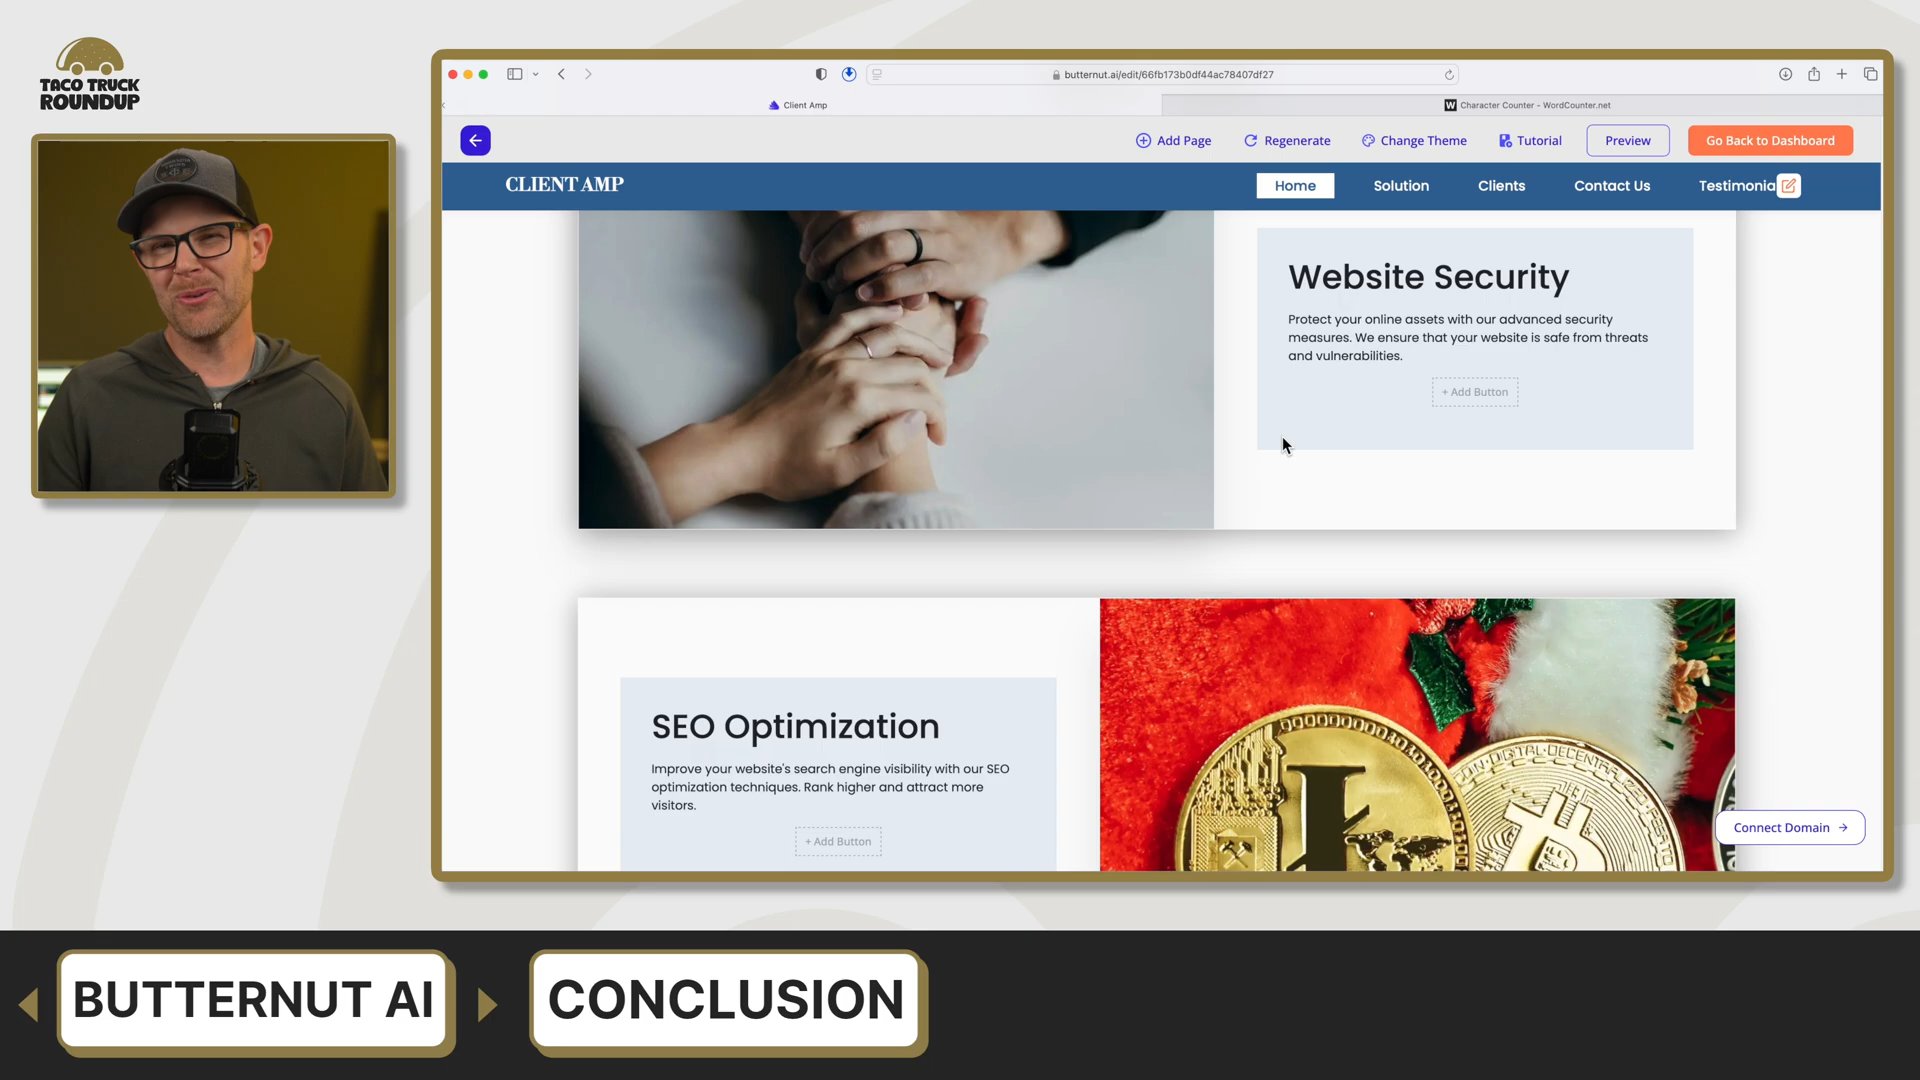 TACO TRUCK
ROUNDUP
butternut.ai/edit/66fb173b0df44ac78407df27
Client Amp
W Character Counter - WordCounter.net
Add Page
Regenerate
Change Theme
Tutorial
Preview
Go Back to Dashboard
CLIENT AMP
Home
Solution
Clients
Contact Us
Testimonia
Website Security
Protect your online assets with our advanced security
measures. We ensure that your website is safe from threats
and vulnerabilities.
+ Add Button
SEO Optimization
Improve your website's search engine visibility with our SEO
optimization techniques. Rank higher and attract more
visitors.
+ Add Button
DIGITAL·DECENTRALIZED
Connect Domain →
BUTTERNUT AI
CONCLUSION